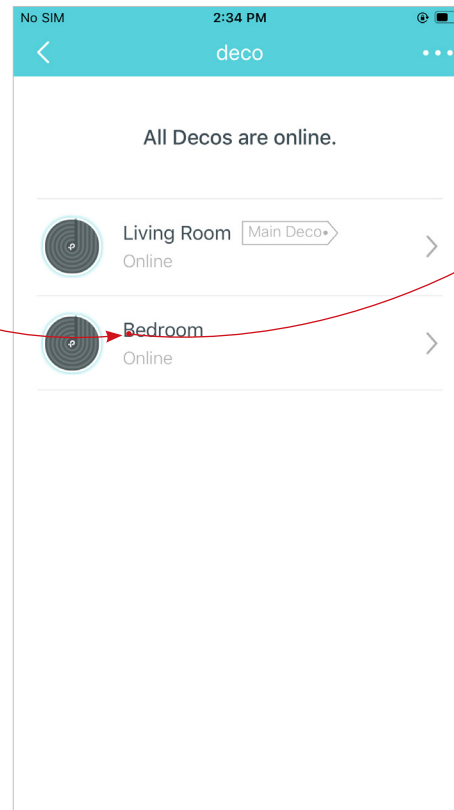 No SIM 2:34 PM
deco
All Decos are online.
Living Room Main Deco
Online
Bedroom
Online